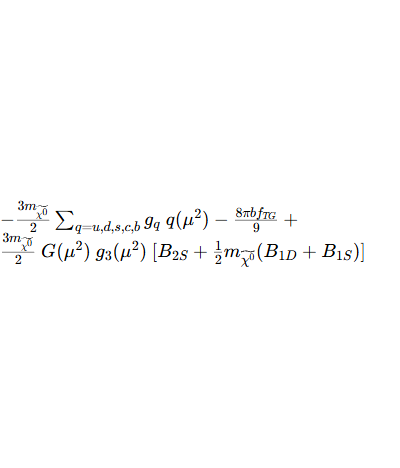 $-\frac{3m_{\widetilde{\chi^0}}}{2} \sum_{q=u,d,s,c,b} g_q \, q(\mu^2) - \frac{8\pi b f_{TG}}{9} +$
$\frac{3m_{\widetilde{\chi^0}}}{2} \, G(\mu^2) \, g_3(\mu^2) \, [B_{2S} + \frac{1}{2} m_{\widetilde{\chi^0}} (B_{1D} + B_{1S})]$